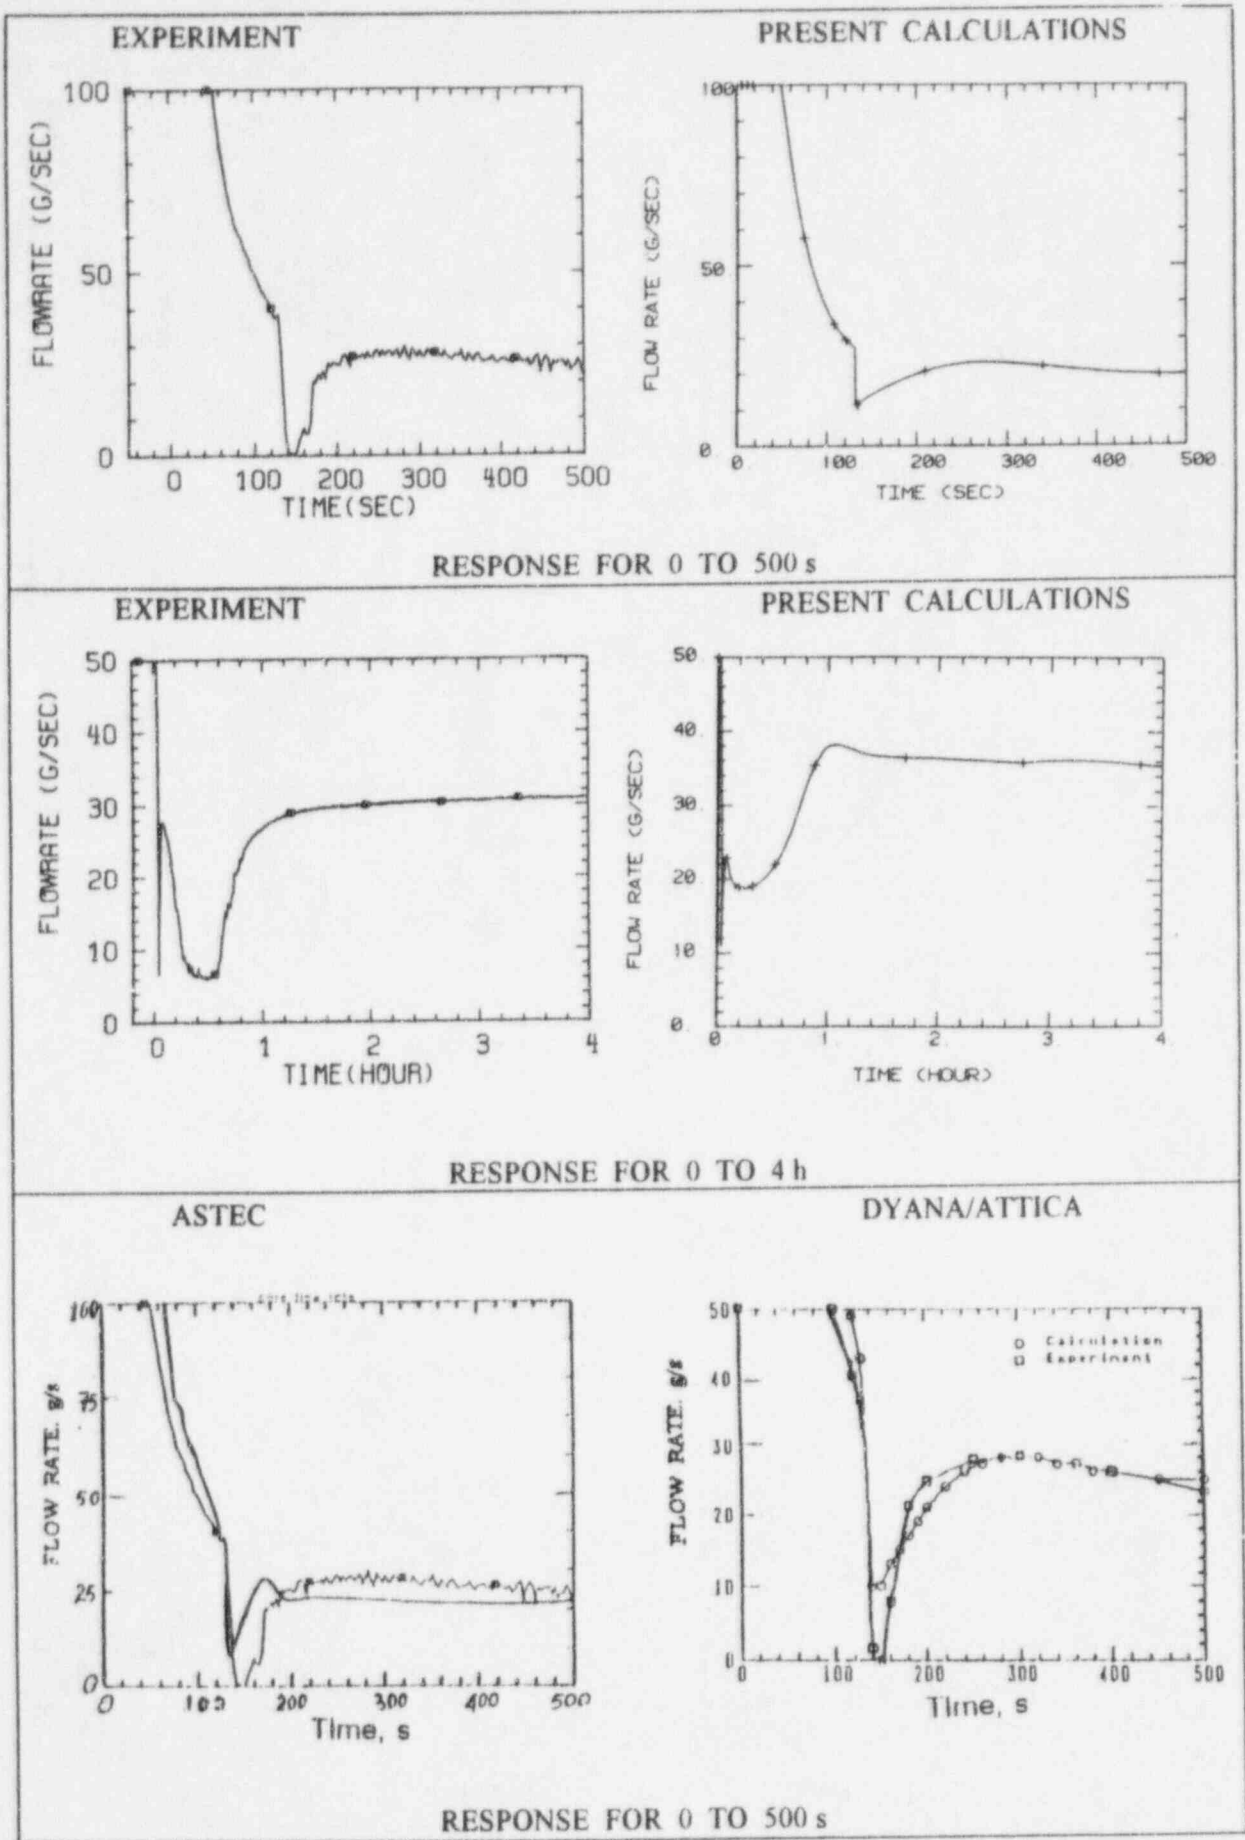 EXPERIMENT
FLOWRATE (G/SEC)
100
50
0
0 100 200 300 400 500
TIME(SEC)
PRESENT CALCULATIONS
FLOW RATE (G/SEC)
100
50
0
0 100 200 300 400 500
TIME (SEC)
RESPONSE FOR 0 TO 500 s
EXPERIMENT
FLOWRATE (G/SEC)
50
40
30
20
10
0
0 1 2 3 4
TIME(HOUR)
PRESENT CALCULATIONS
FLOW RATE (G/SEC)
50
40
30
20
10
0
0 1 2 3 4
TIME (HOUR)
RESPONSE FOR 0 TO 4 h
ASTEC
FLOW RATE. g/s
100
75
50
25
0
0 100 200 300 400 500
Time, s
DYANA/ATTICA
FLOW RATE. g/s
50
40
30
20
10
0
Calculation
Experiment
0 100 200 300 400 500
Time, s
RESPONSE FOR 0 TO 500 s